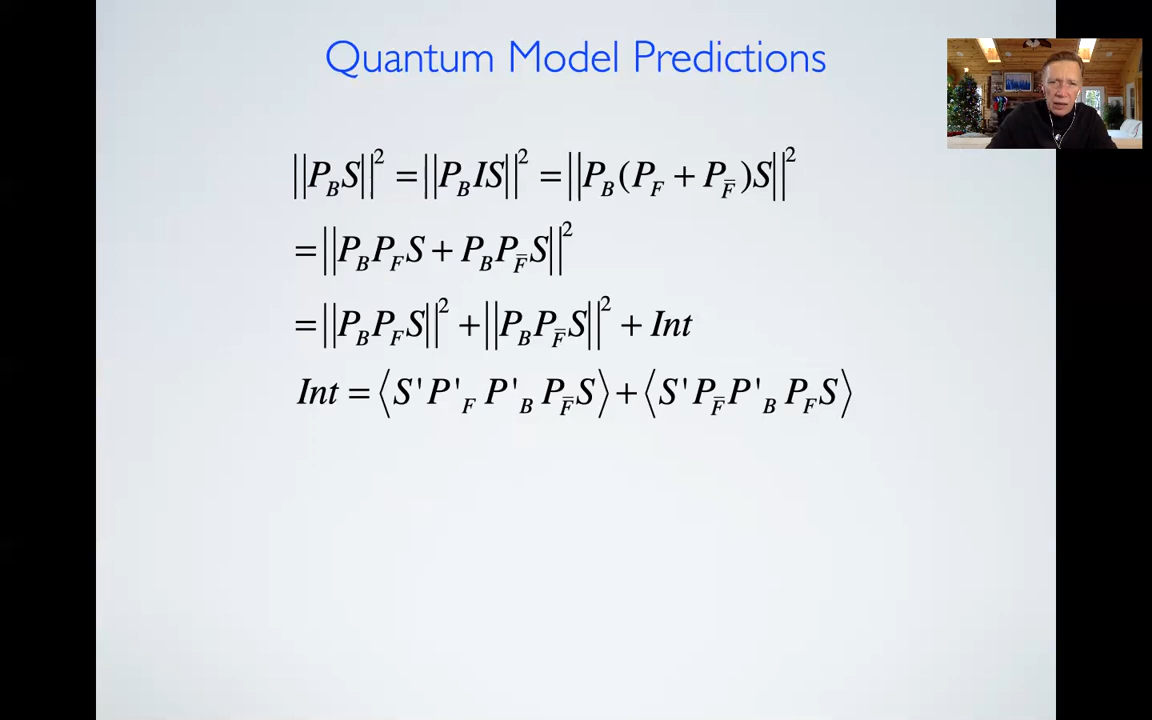 Quantum Model Predictions
||P_B S||² = ||P_B IS||² = ||P_B (P_F + P_F̄)S||²
= ||P_B P_F S + P_B P_F̄ S||²
= ||P_B P_F S||² + ||P_B P_F̄ S||² + Int
Int = ⟨S'P'_F P'_B P_F̄ S⟩ + ⟨S'P_F̄ P'_B P_F S⟩